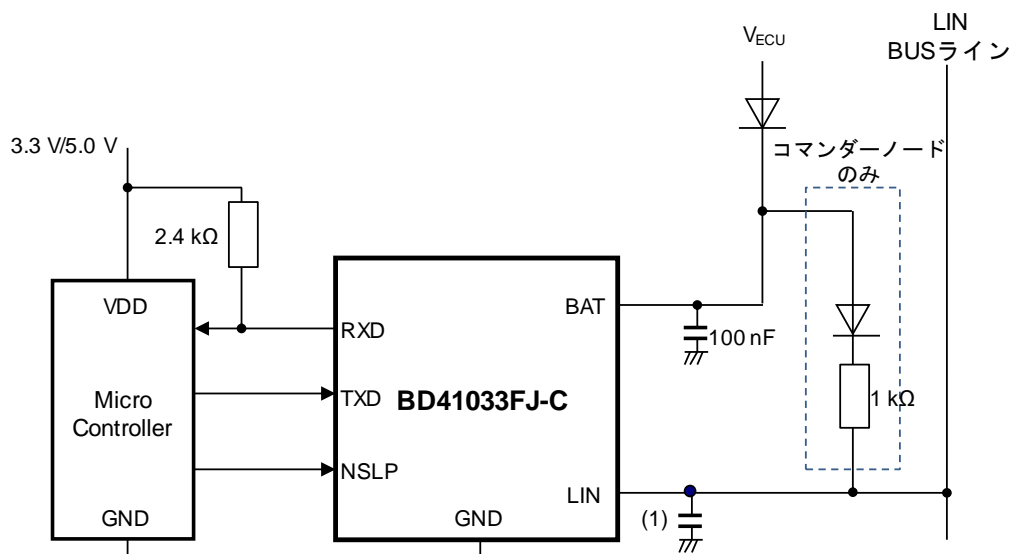 LIN
BUSライン
V_ECU
3.3 V/5.0 V
コマンダーノード
のみ
2.4 kΩ
VDD
RXD
BAT
100 nF
TXD
BD41033FJ-C
1 kΩ
Micro
Controller
NSLP
LIN
(1)
GND
GND